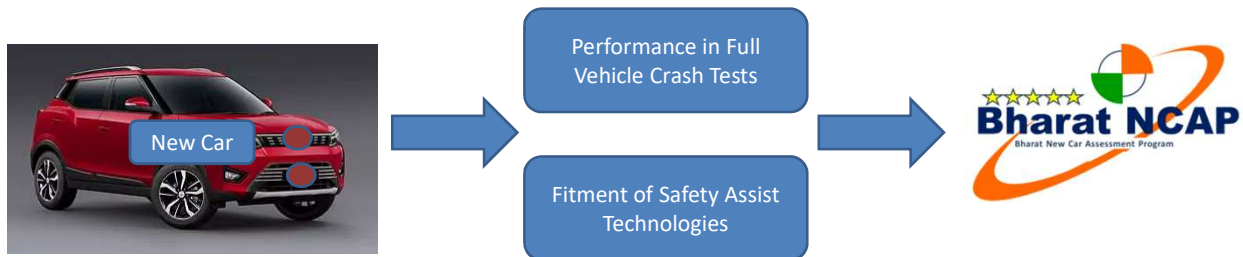 New Car
Performance in Full
Vehicle Crash Tests
Fitment of Safety Assist
Technologies
Bharat NCAP
Bharat New Car Assessment Program